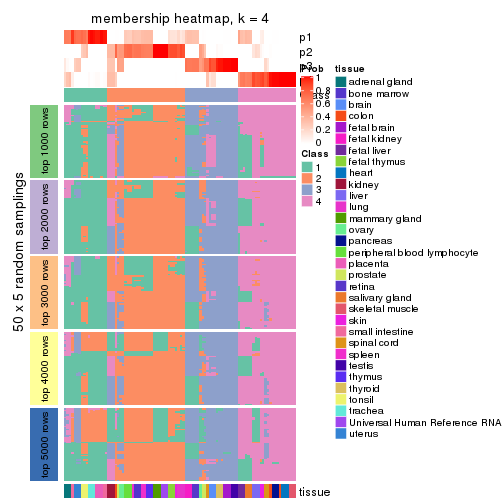 membership heatmap, k = 4
p1
p2
p3
Prob
1
0.8
0.6
0.4
0.2
0
Class
1
2
3
4
50 x 5 random samplings
top 1000 rows
top 2000 rows
top 3000 rows
top 4000 rows
top 5000 rows
tissue
tissue
adrenal gland
bone marrow
brain
colon
fetal brain
fetal kidney
fetal liver
fetal thymus
heart
kidney
liver
lung
mammary gland
ovary
pancreas
peripheral blood lymphocyte
placenta
prostate
retina
salivary gland
skeletal muscle
skin
small intestine
spinal cord
spleen
testis
thymus
thyroid
tonsil
trachea
Universal Human Reference RNA
uterus